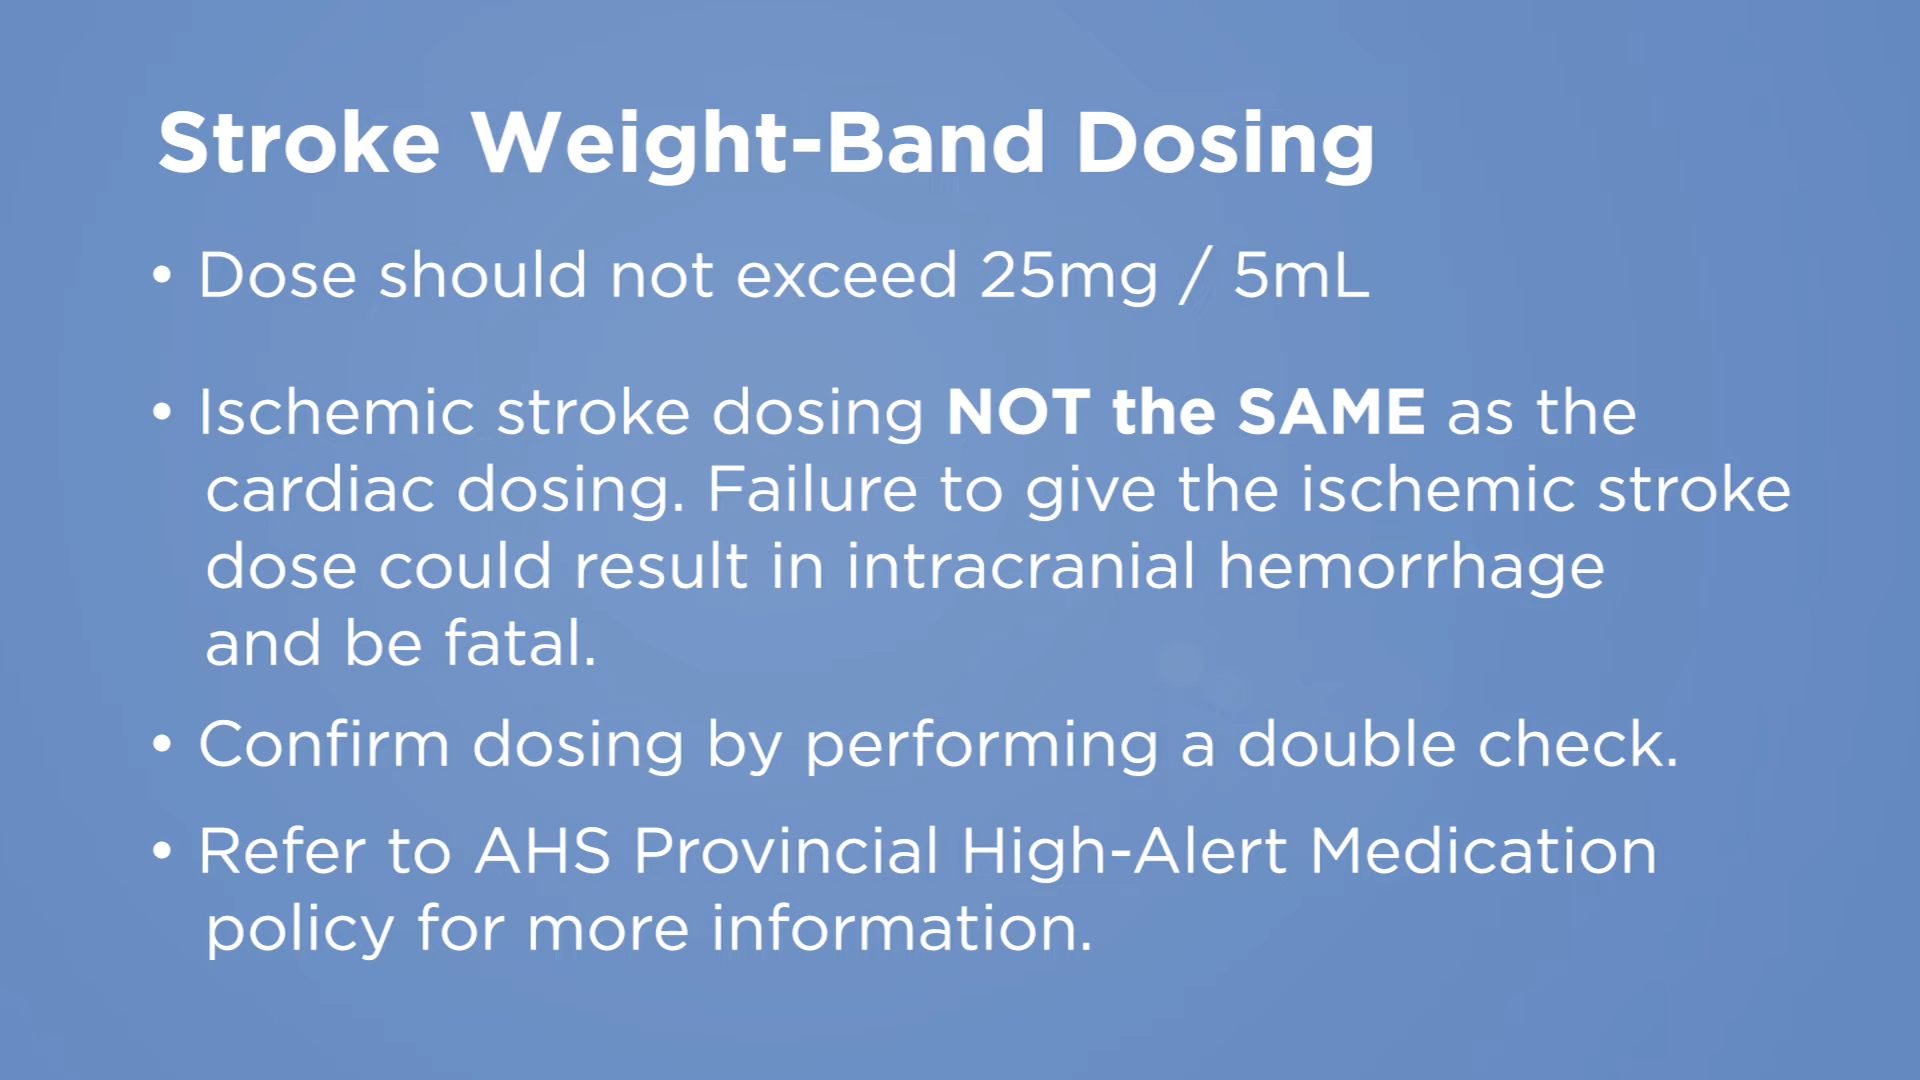 Stroke Weight-Band Dosing
• Dose should not exceed 25mg / 5mL
• Ischemic stroke dosing NOT the SAME as the
cardiac dosing. Failure to give the ischemic stroke
dose could result in intracranial hemorrhage
and be fatal.
• Confirm dosing by performing a double check.
• Refer to AHS Provincial High-Alert Medication
policy for more information.